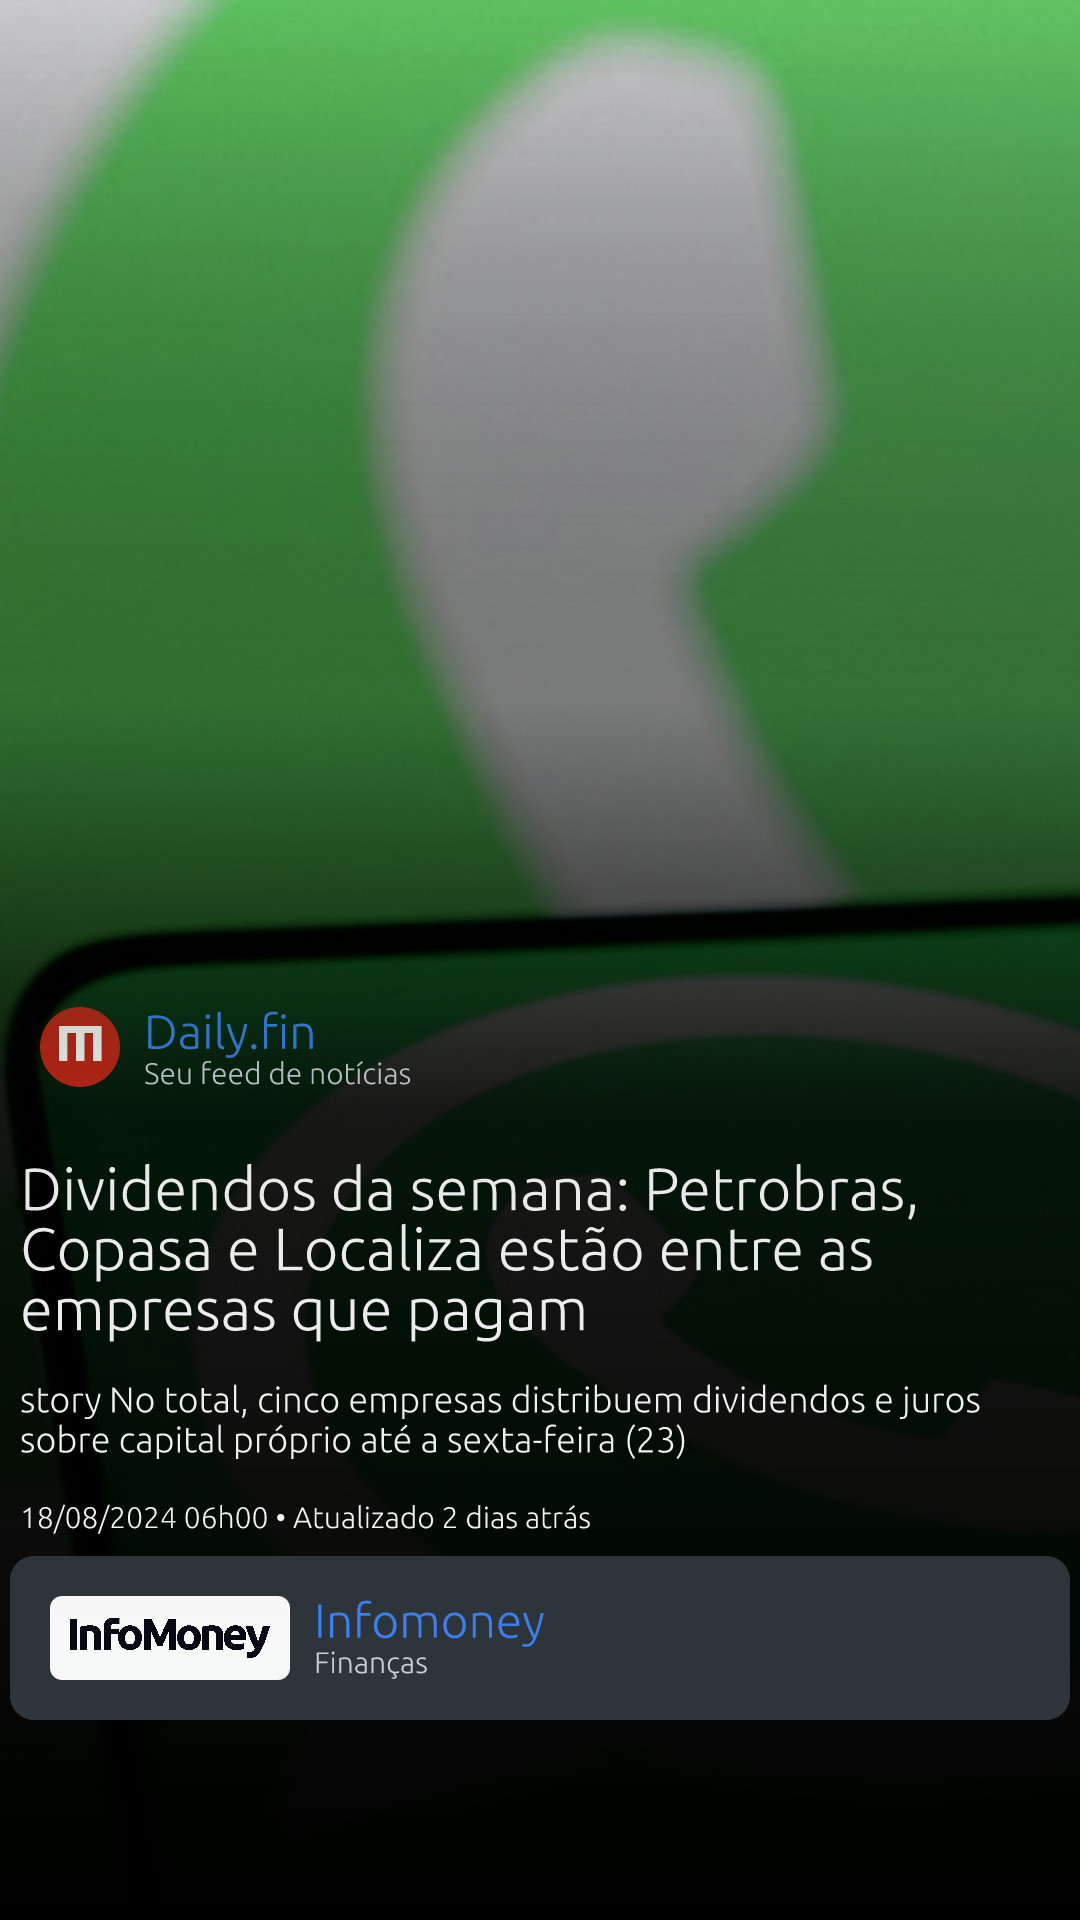 Daily.fin
Seu feed de notícias
Dividendos da semana: Petrobras,
Copasa e Localiza estão entre as
empresas que pagam
story No total, cinco empresas distribuem dividendos e juros
sobre capital próprio até a sexta-feira (23)
18/08/2024 06h00 • Atualizado 2 dias atrás
InfoMoney
Infomoney
Finanças